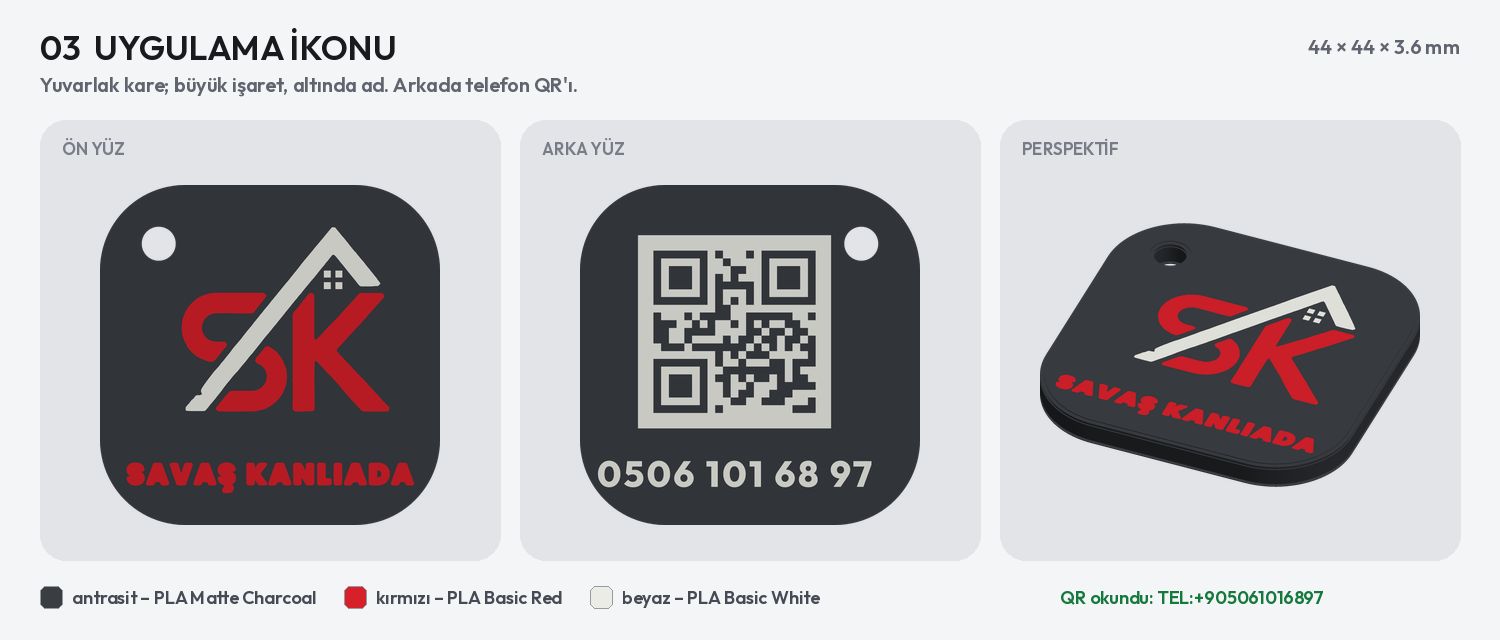 03 UYGULAMA İKONU
44 × 44 × 3.6 mm
Yuvarlak kare; büyük işaret, altında ad. Arkada telefon QR'ı.
ÖN YÜZ
SK
SAVAŞ KANLIADA
ARKA YÜZ
0506 101 68 97
PERSPEKTİF
SK
SAVAŞ KANLIADA
antrasit – PLA Matte Charcoal
kırmızı – PLA Basic Red
beyaz – PLA Basic White
QR okundu: TEL:+905061016897